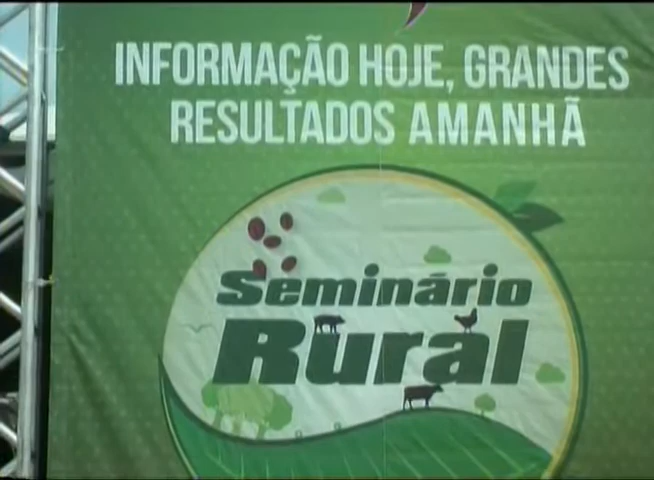 INFORMAÇÃO HOJE, GRANDES
RESULTADOS AMANHÃ
Seminário
Rural